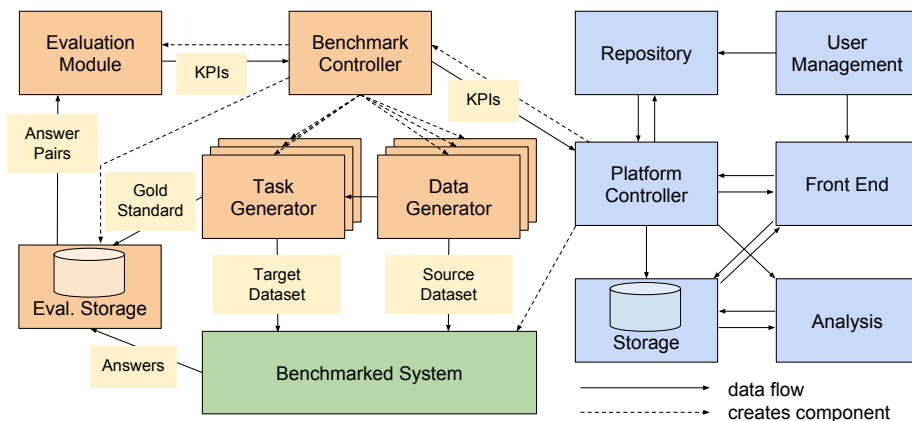 Evaluation
Module
KPIs
Benchmark
Controller
KPIs
Repository
User
Management
Answer
Pairs
Gold
Standard
Task
Generator
Data
Generator
Platform
Controller
Front End
Eval. Storage
Target
Dataset
Source
Dataset
Storage
Analysis
Answers
Benchmarked System
data flow
creates component